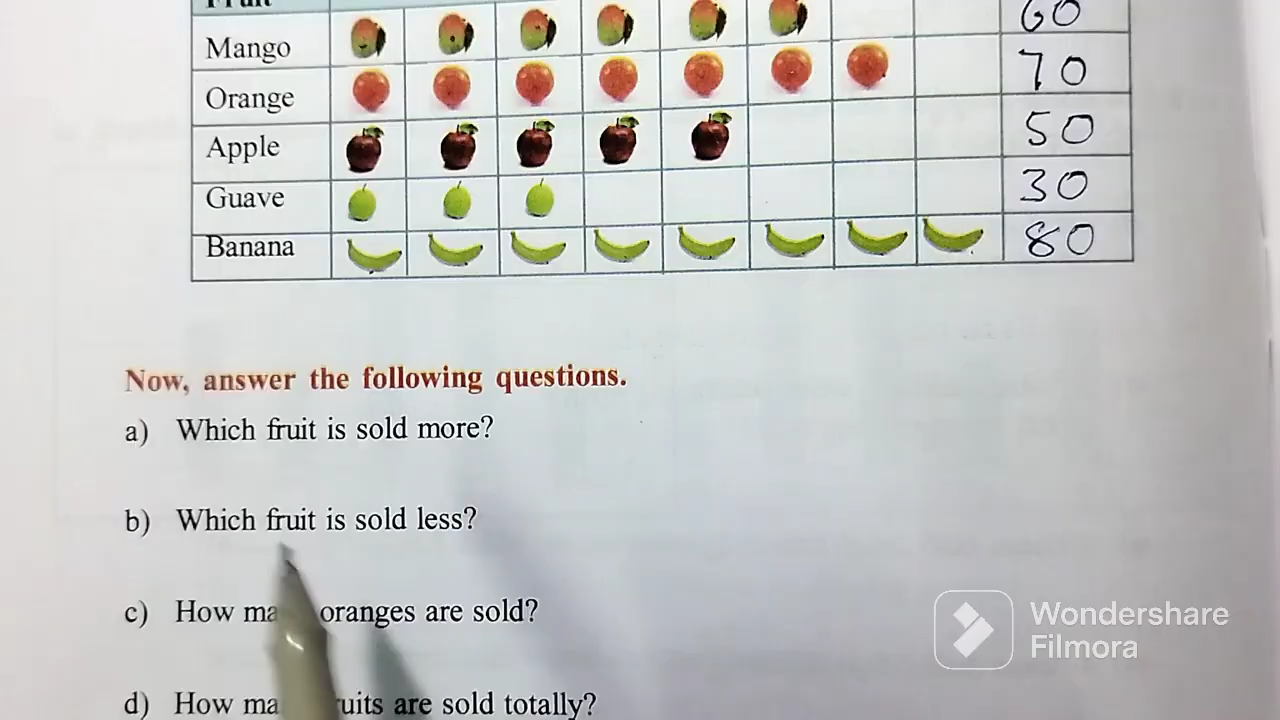 Fruit
60
Mango
70
Orange
50
Apple
30
Guave
Banana 80
Now, answer the following questions.
a) Which fruit is sold more?
b) Which fruit is sold less?
c) How ma oranges are sold?
d) How ma uits are sold totally?
Wondershare
Filmora